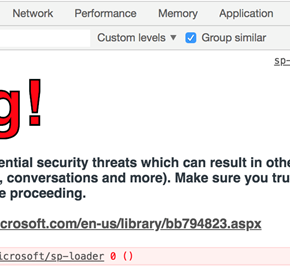 Network Performance Memory Application
Custom levels ▼ Group similar
sp-
g!
ential security threats which can result in othe
, conversations and more). Make sure you tru
e proceeding.
icrosoft.com/en-us/library/bb794823.aspx
icrosoft/sp-loader 0 ()